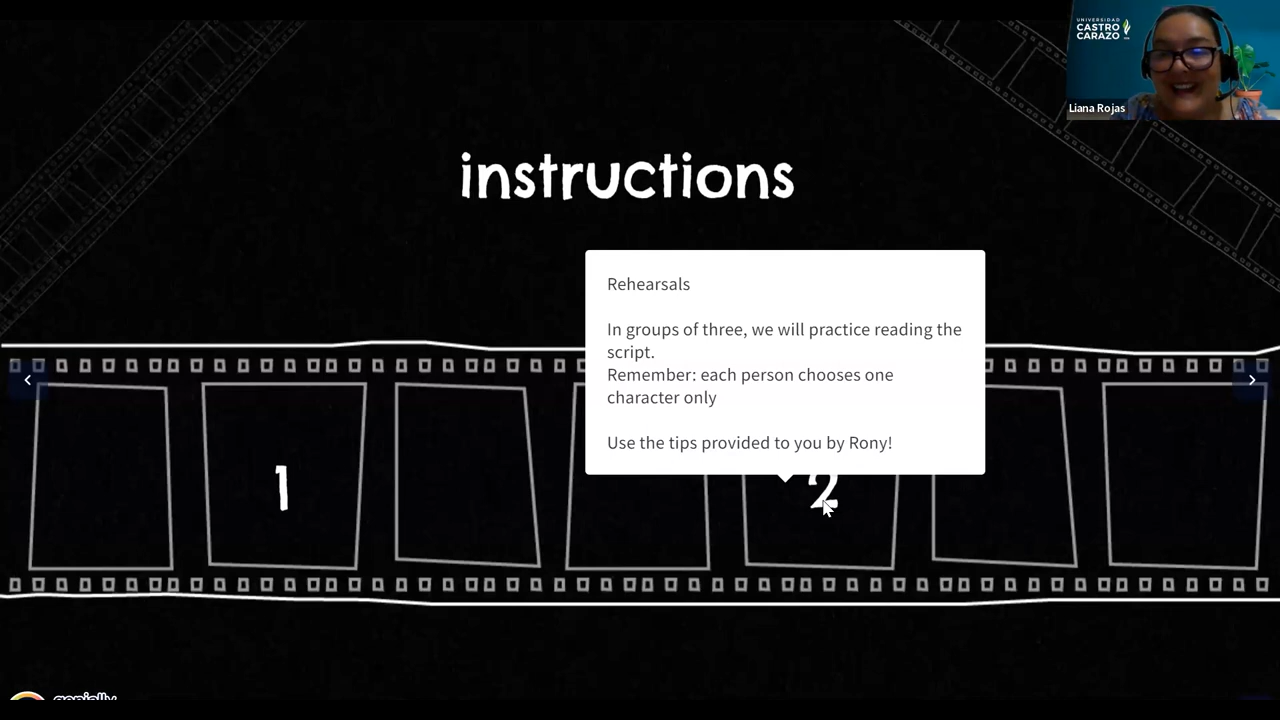 UNIVERSIDAD
CASTRO
CARAZO
Liana Rojas
instructions
Rehearsals
In groups of three, we will practice reading the
script.
Remember: each person chooses one
character only
Use the tips provided to you by Rony!
1
2
genially